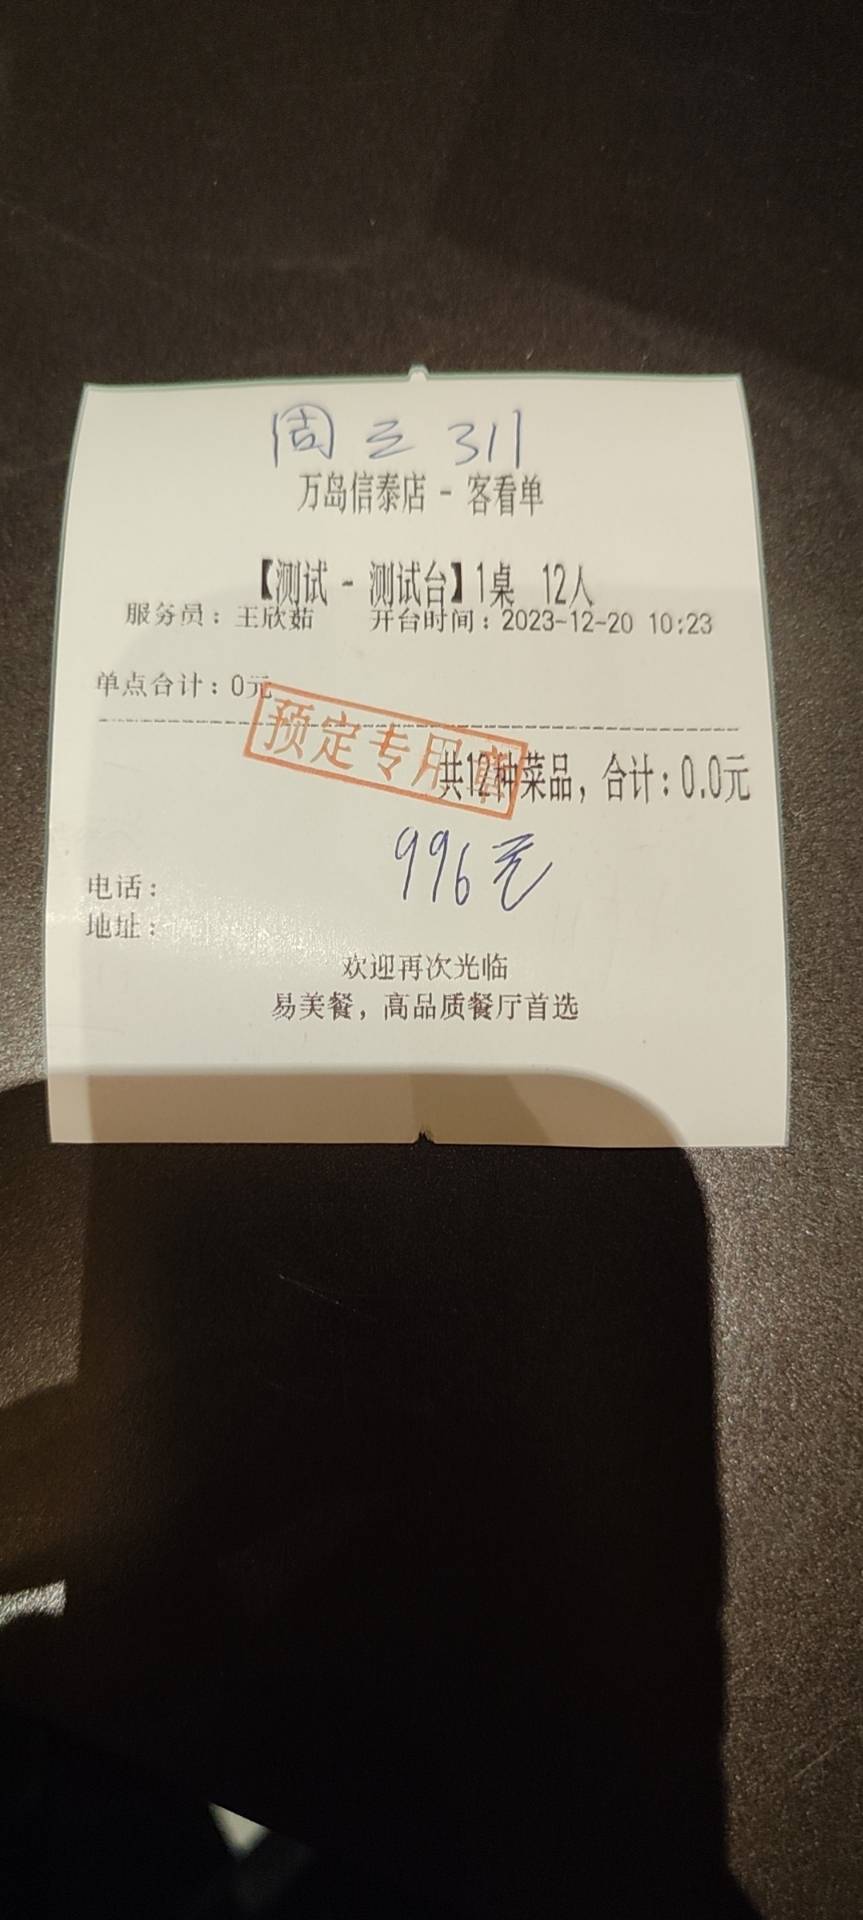 周三 311
万岛信泰店 - 客看单
【测试 - 测试台】1桌 12人
服务员：王欣茹 开台时间：2023-12-20 10:23
单点合计：0元
预定专用章
共12种菜品，合计：0.0元
996元
电话：
地址：
欢迎再次光临
易美餐，高品质餐厅首选